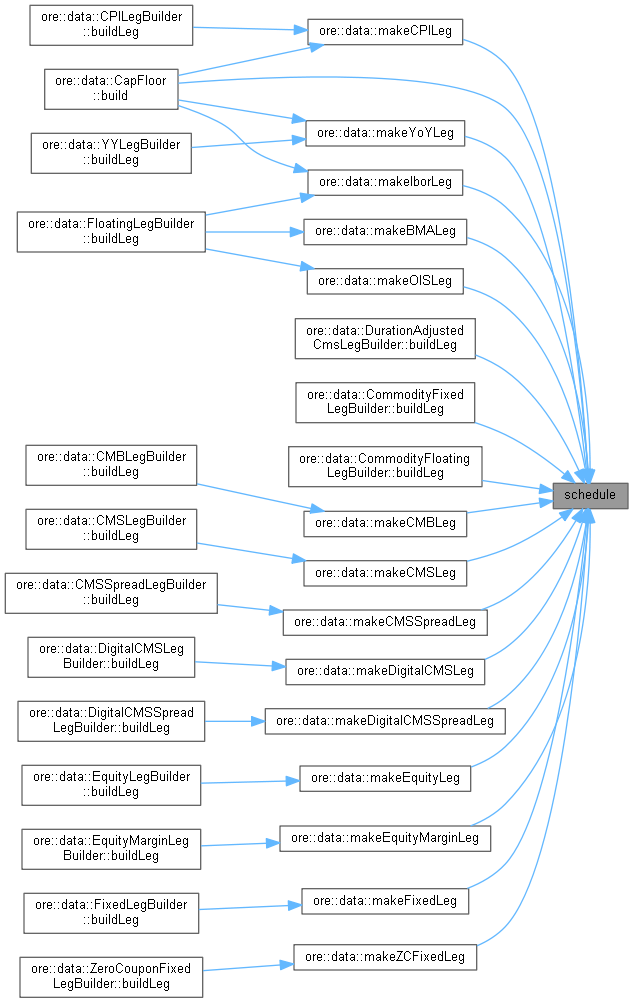 ore::data::CPILegBuilder
::buildLeg
ore::data::makeCPILeg
ore::data::CapFloor
::build
ore::data::makeYoYLeg
ore::data::YYLegBuilder
::buildLeg
ore::data::makeIborLeg
ore::data::FloatingLegBuilder
::buildLeg
ore::data::makeBMALeg
ore::data::makeOISLeg
ore::data::DurationAdjusted
CmsLegBuilder::buildLeg
ore::data::CommodityFixed
LegBuilder::buildLeg
ore::data::CommodityFloating
LegBuilder::buildLeg
ore::data::CMBLegBuilder
::buildLeg
schedule
ore::data::makeCMBLeg
ore::data::CMSLegBuilder
::buildLeg
ore::data::makeCMSLeg
ore::data::CMSSpreadLegBuilder
::buildLeg
ore::data::makeCMSSpreadLeg
ore::data::DigitalCMSLeg
Builder::buildLeg
ore::data::makeDigitalCMSLeg
ore::data::DigitalCMSSpread
LegBuilder::buildLeg
ore::data::makeDigitalCMSSpreadLeg
ore::data::EquityLegBuilder
::buildLeg
ore::data::makeEquityLeg
ore::data::EquityMarginLeg
Builder::buildLeg
ore::data::makeEquityMarginLeg
ore::data::FixedLegBuilder
::buildLeg
ore::data::makeFixedLeg
ore::data::ZeroCouponFixed
LegBuilder::buildLeg
ore::data::makeZCFixedLeg